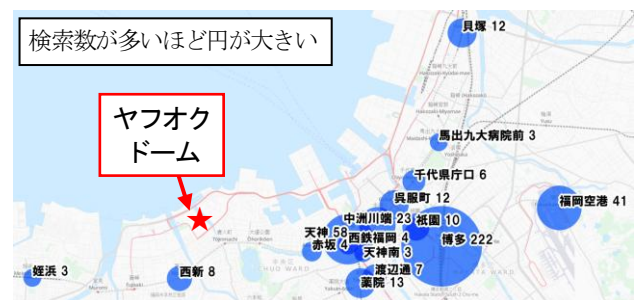 検索数が多いほど円が大きい
貝塚 12
馬出九大病院前 3
ヤフオク
ドーム
千代県庁口 6
呉服町 12
福岡空港 41
中洲川端 23
祇園 10
天神 58
西鉄福岡 4
博多 222
赤坂 4
天神南 3
姪浜 3
西新 8
渡辺通 7
薬院 13